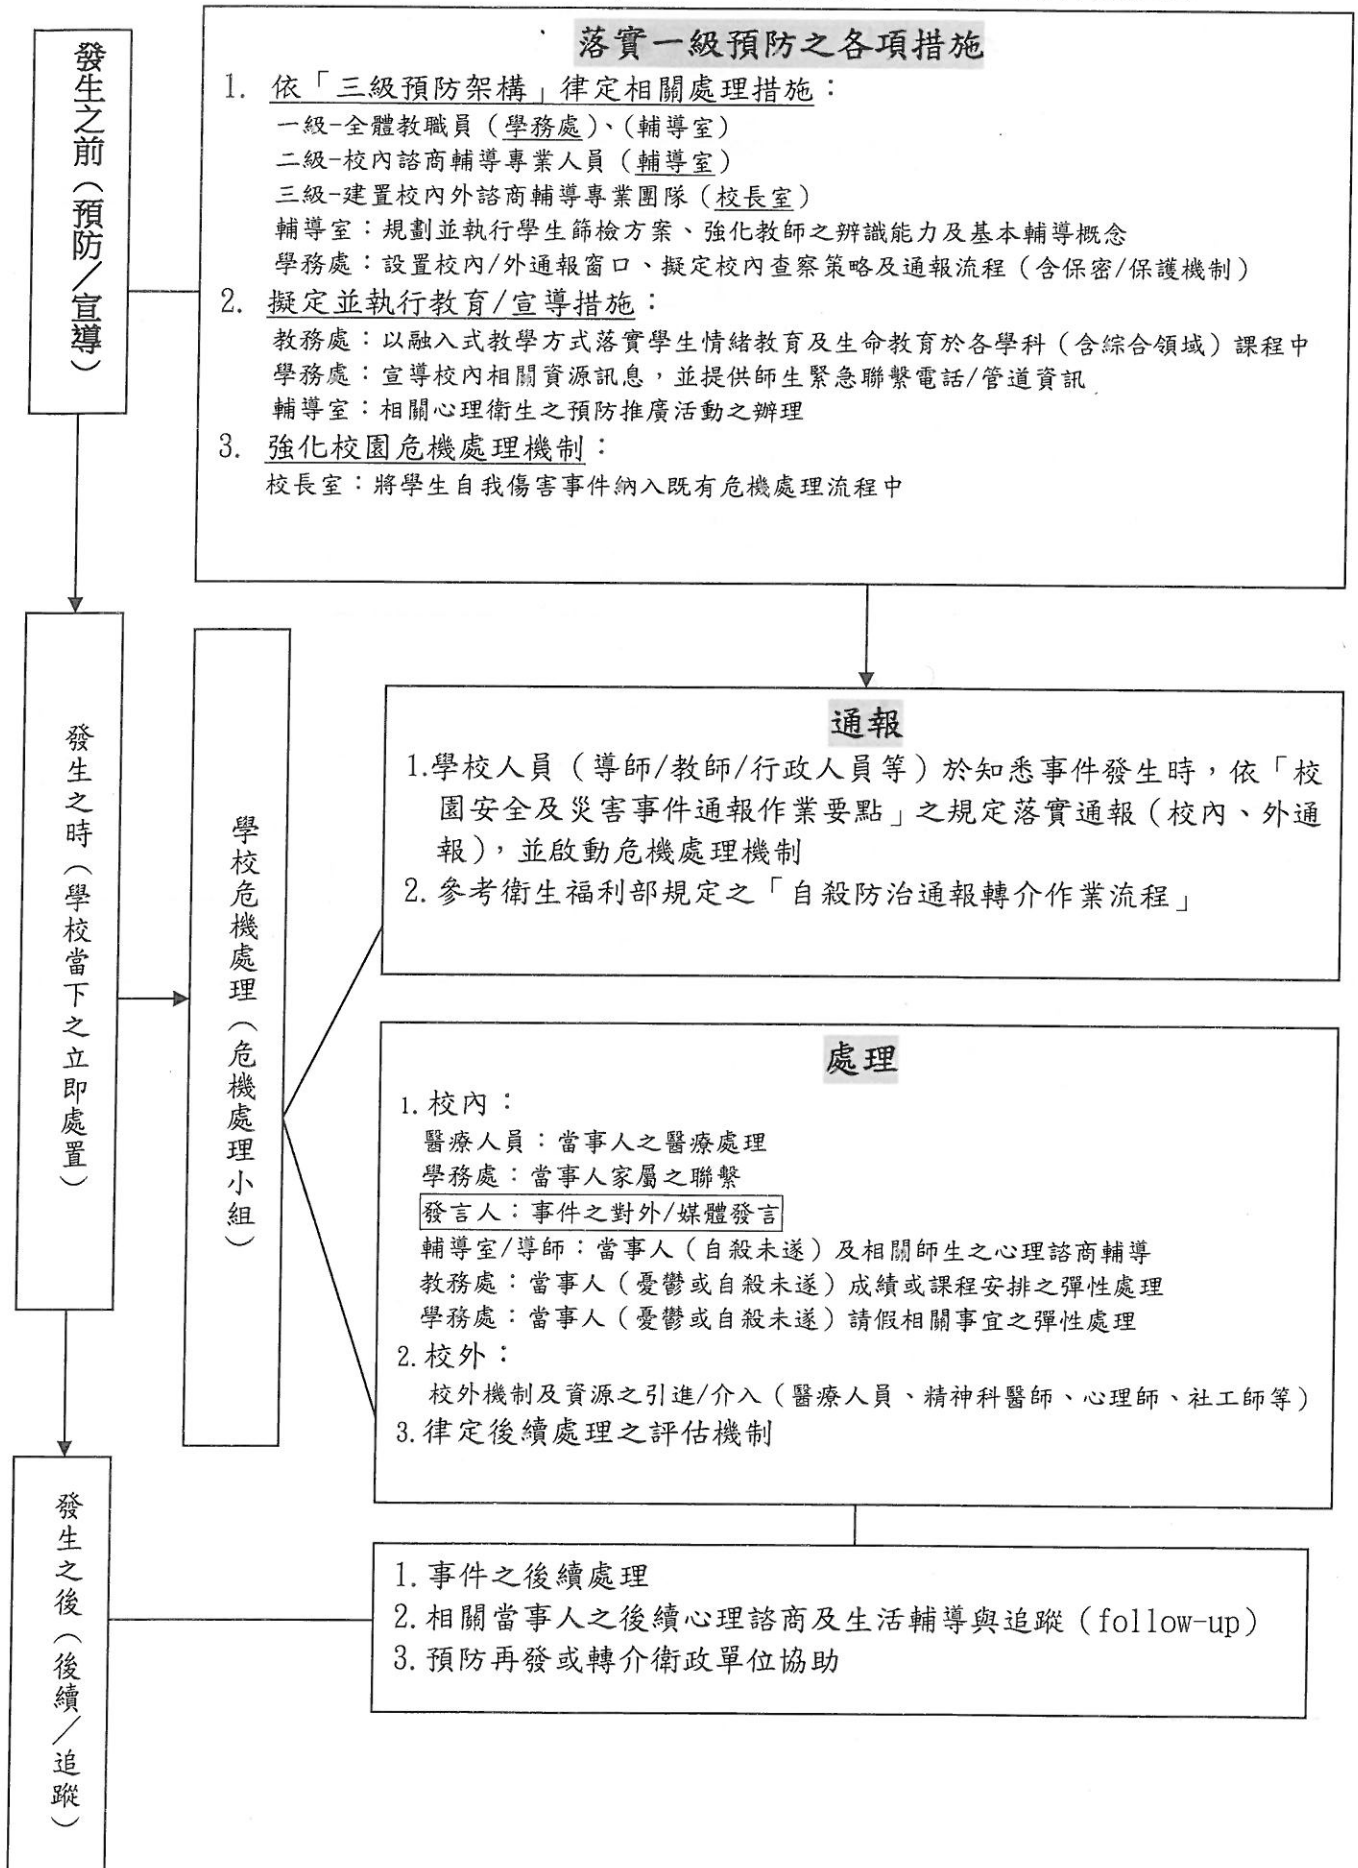 發生之前（預防／宣導）
落實一級預防之各項措施
1. 依「三級預防架構」律定相關處理措施：
一級-全體教職員（學務處）、（輔導室）
二級-校內諮商輔導專業人員（輔導室）
三級-建置校內外諮商輔導專業團隊（校長室）
輔導室：規劃並執行學生篩檢方案、強化教師之辨識能力及基本輔導概念
學務處：設置校內/外通報窗口、擬定校內查察策略及通報流程（含保密/保護機制）
2. 擬定並執行教育/宣導措施：
教務處：以融入式教學方式落實學生情緒教育及生命教育於各學科（含綜合領域）課程中
學務處：宣導校內相關資源訊息，並提供師生緊急聯繫電話/管道資訊
輔導室：相關心理衛生之預防推廣活動之辦理
3. 強化校園危機處理機制：
校長室：將學生自我傷害事件納入既有危機處理流程中
發生之時（學校當下之立即處置）
學校危機處理（危機處理小組）
通報
1.學校人員（導師/教師/行政人員等）於知悉事件發生時，依「校
園安全及災害事件通報作業要點」之規定落實通報（校內、外通
報），並啟動危機處理機制
2.參考衛生福利部規定之「自殺防治通報轉介作業流程」
處理
1.校內：
醫療人員：當事人之醫療處理
學務處：當事人家屬之聯繫
發言人：事件之對外/媒體發言
輔導室/導師：當事人（自殺未遂）及相關師生之心理諮商輔導
教務處：當事人（憂鬱或自殺未遂）成績或課程安排之彈性處理
學務處：當事人（憂鬱或自殺未遂）請假相關事宜之彈性處理
2.校外：
校外機制及資源之引進/介入（醫療人員、精神科醫師、心理師、社工師等）
3.律定後續處理之評估機制
發生之後（後續／追蹤）
1.事件之後續處理
2.相關當事人之後續心理諮商及生活輔導與追蹤（follow-up）
3.預防再發或轉介衛政單位協助